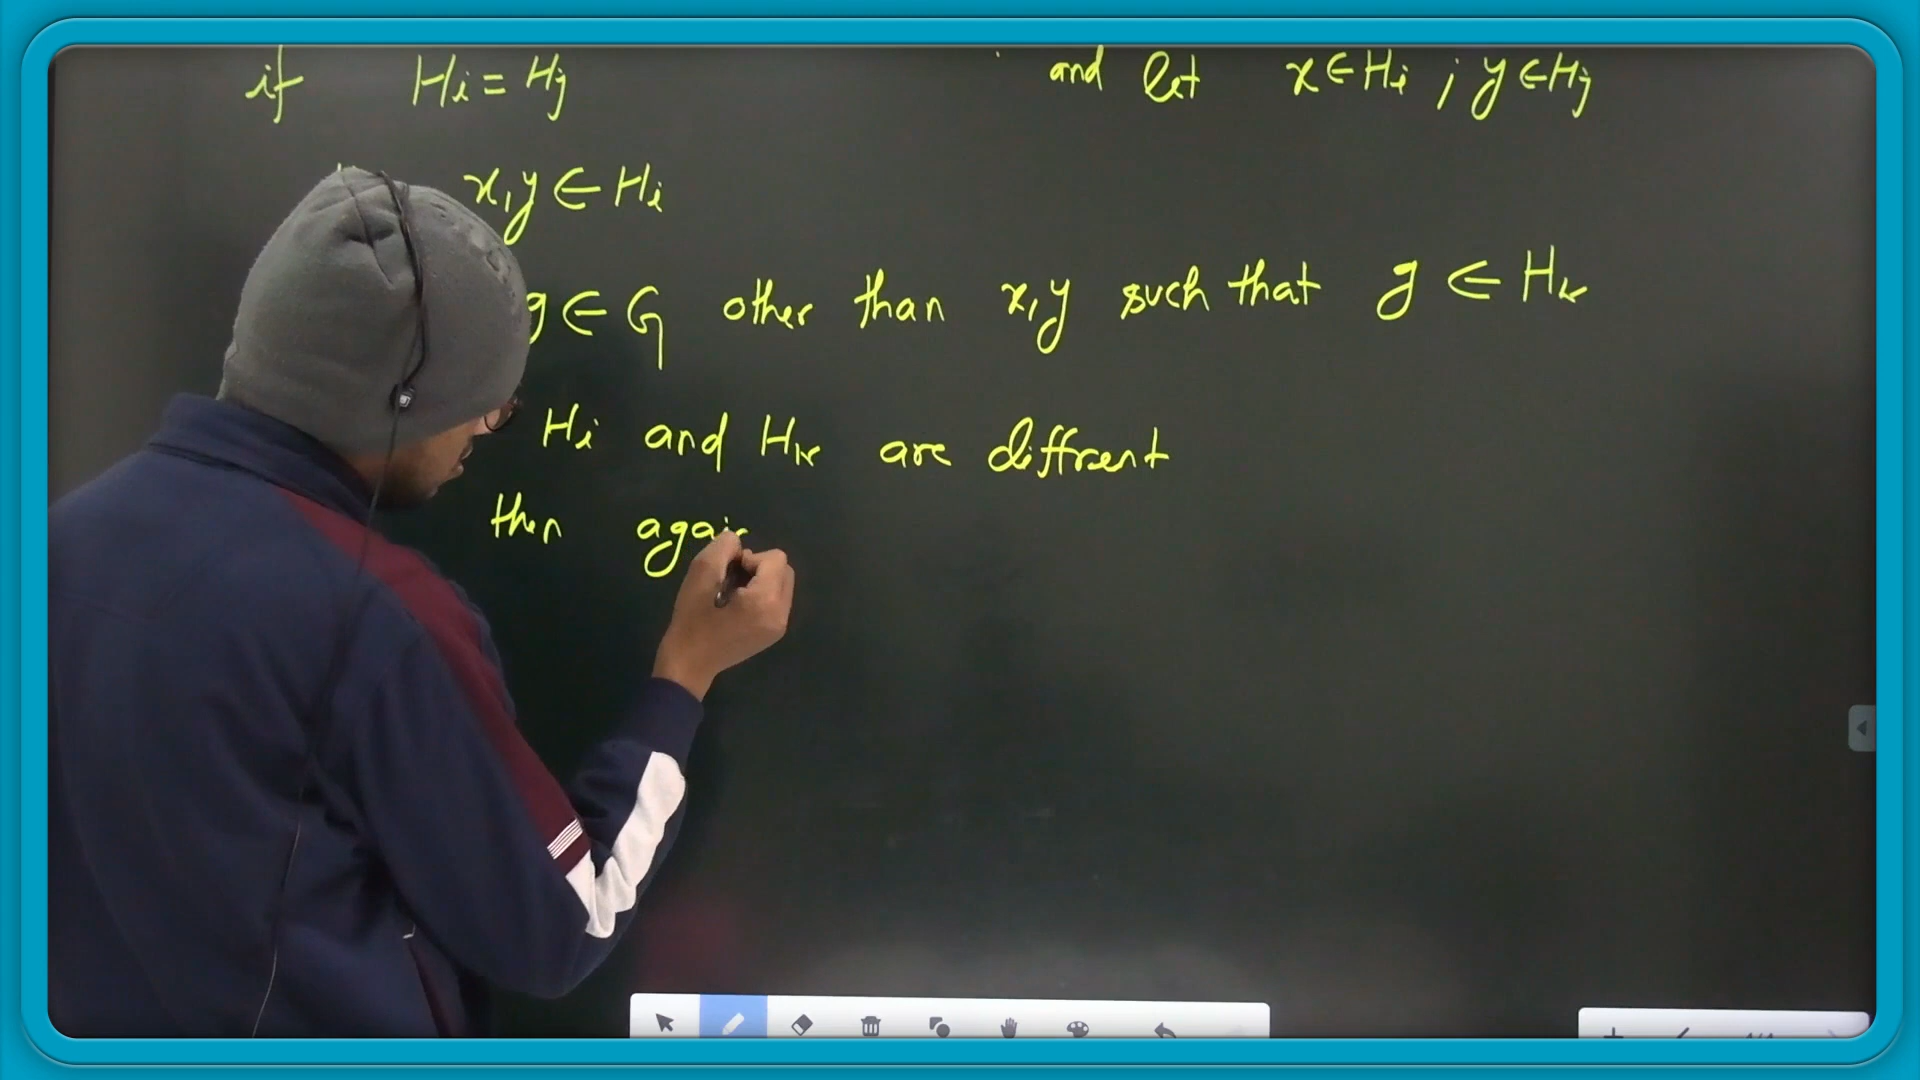 if Hi = Hj and let x ∈ Hi ; y ∈ Hj
x, y ∈ Hi
g ∈ G other than x, y such that g ∈ Hk
Hi and Hk are diffrent
then again